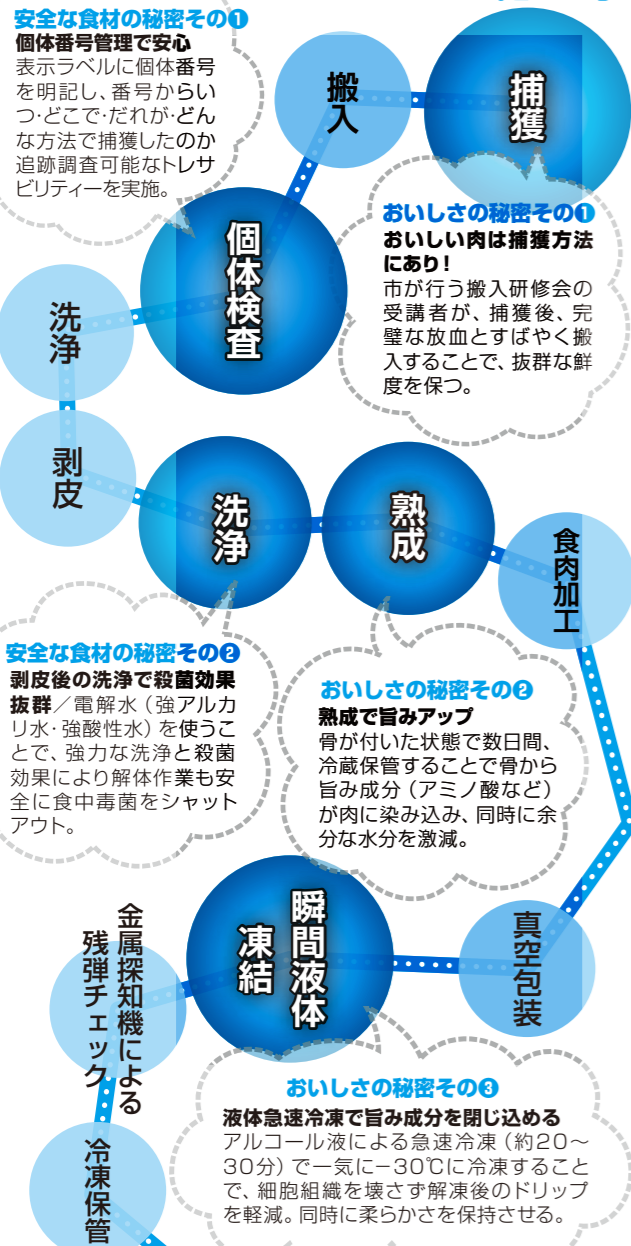 安全な食材の秘密その❶
個体番号管理で安心
表示ラベルに個体番号
を明記し、番号からい
つ・どこで・だれが・どん
な方法で捕獲したのか
追跡調査可能なトレサ
ビリティーを実施。
捕獲
搬入
おいしさの秘密その❶
おいしい肉は捕獲方法
にあり!
市が行う搬入研修会の
受講者が、捕獲後、完
璧な放血とすばやく搬
入することで、抜群な鮮
度を保つ。
個体検査
洗浄
剥皮
洗浄
熟成
食肉加工
安全な食材の秘密その❷
剥皮後の洗浄で殺菌効果
抜群/電解水(強アルカ
リ水・強酸性水)を使うこ
とで、強力な洗浄と殺菌
効果により解体作業も安
全に食中毒菌をシャット
アウト。
おいしさの秘密その❷
熟成で旨みアップ
骨が付いた状態で数日間、
冷蔵保管することで骨から
旨み成分(アミノ酸など)
が肉に染み込み、同時に余
分な水分を激減。
真空包装
瞬間液体
凍結
金属探知機による
残弾チェック
おいしさの秘密その❸
液体急速冷凍で旨み成分を閉じ込める
アルコール液による急速冷凍(約20〜
30分)で一気に−30℃に冷凍すること
で、細胞組織を壊さず解凍後のドリップ
を軽減。同時に柔らかさを保持させる。
冷凍保管